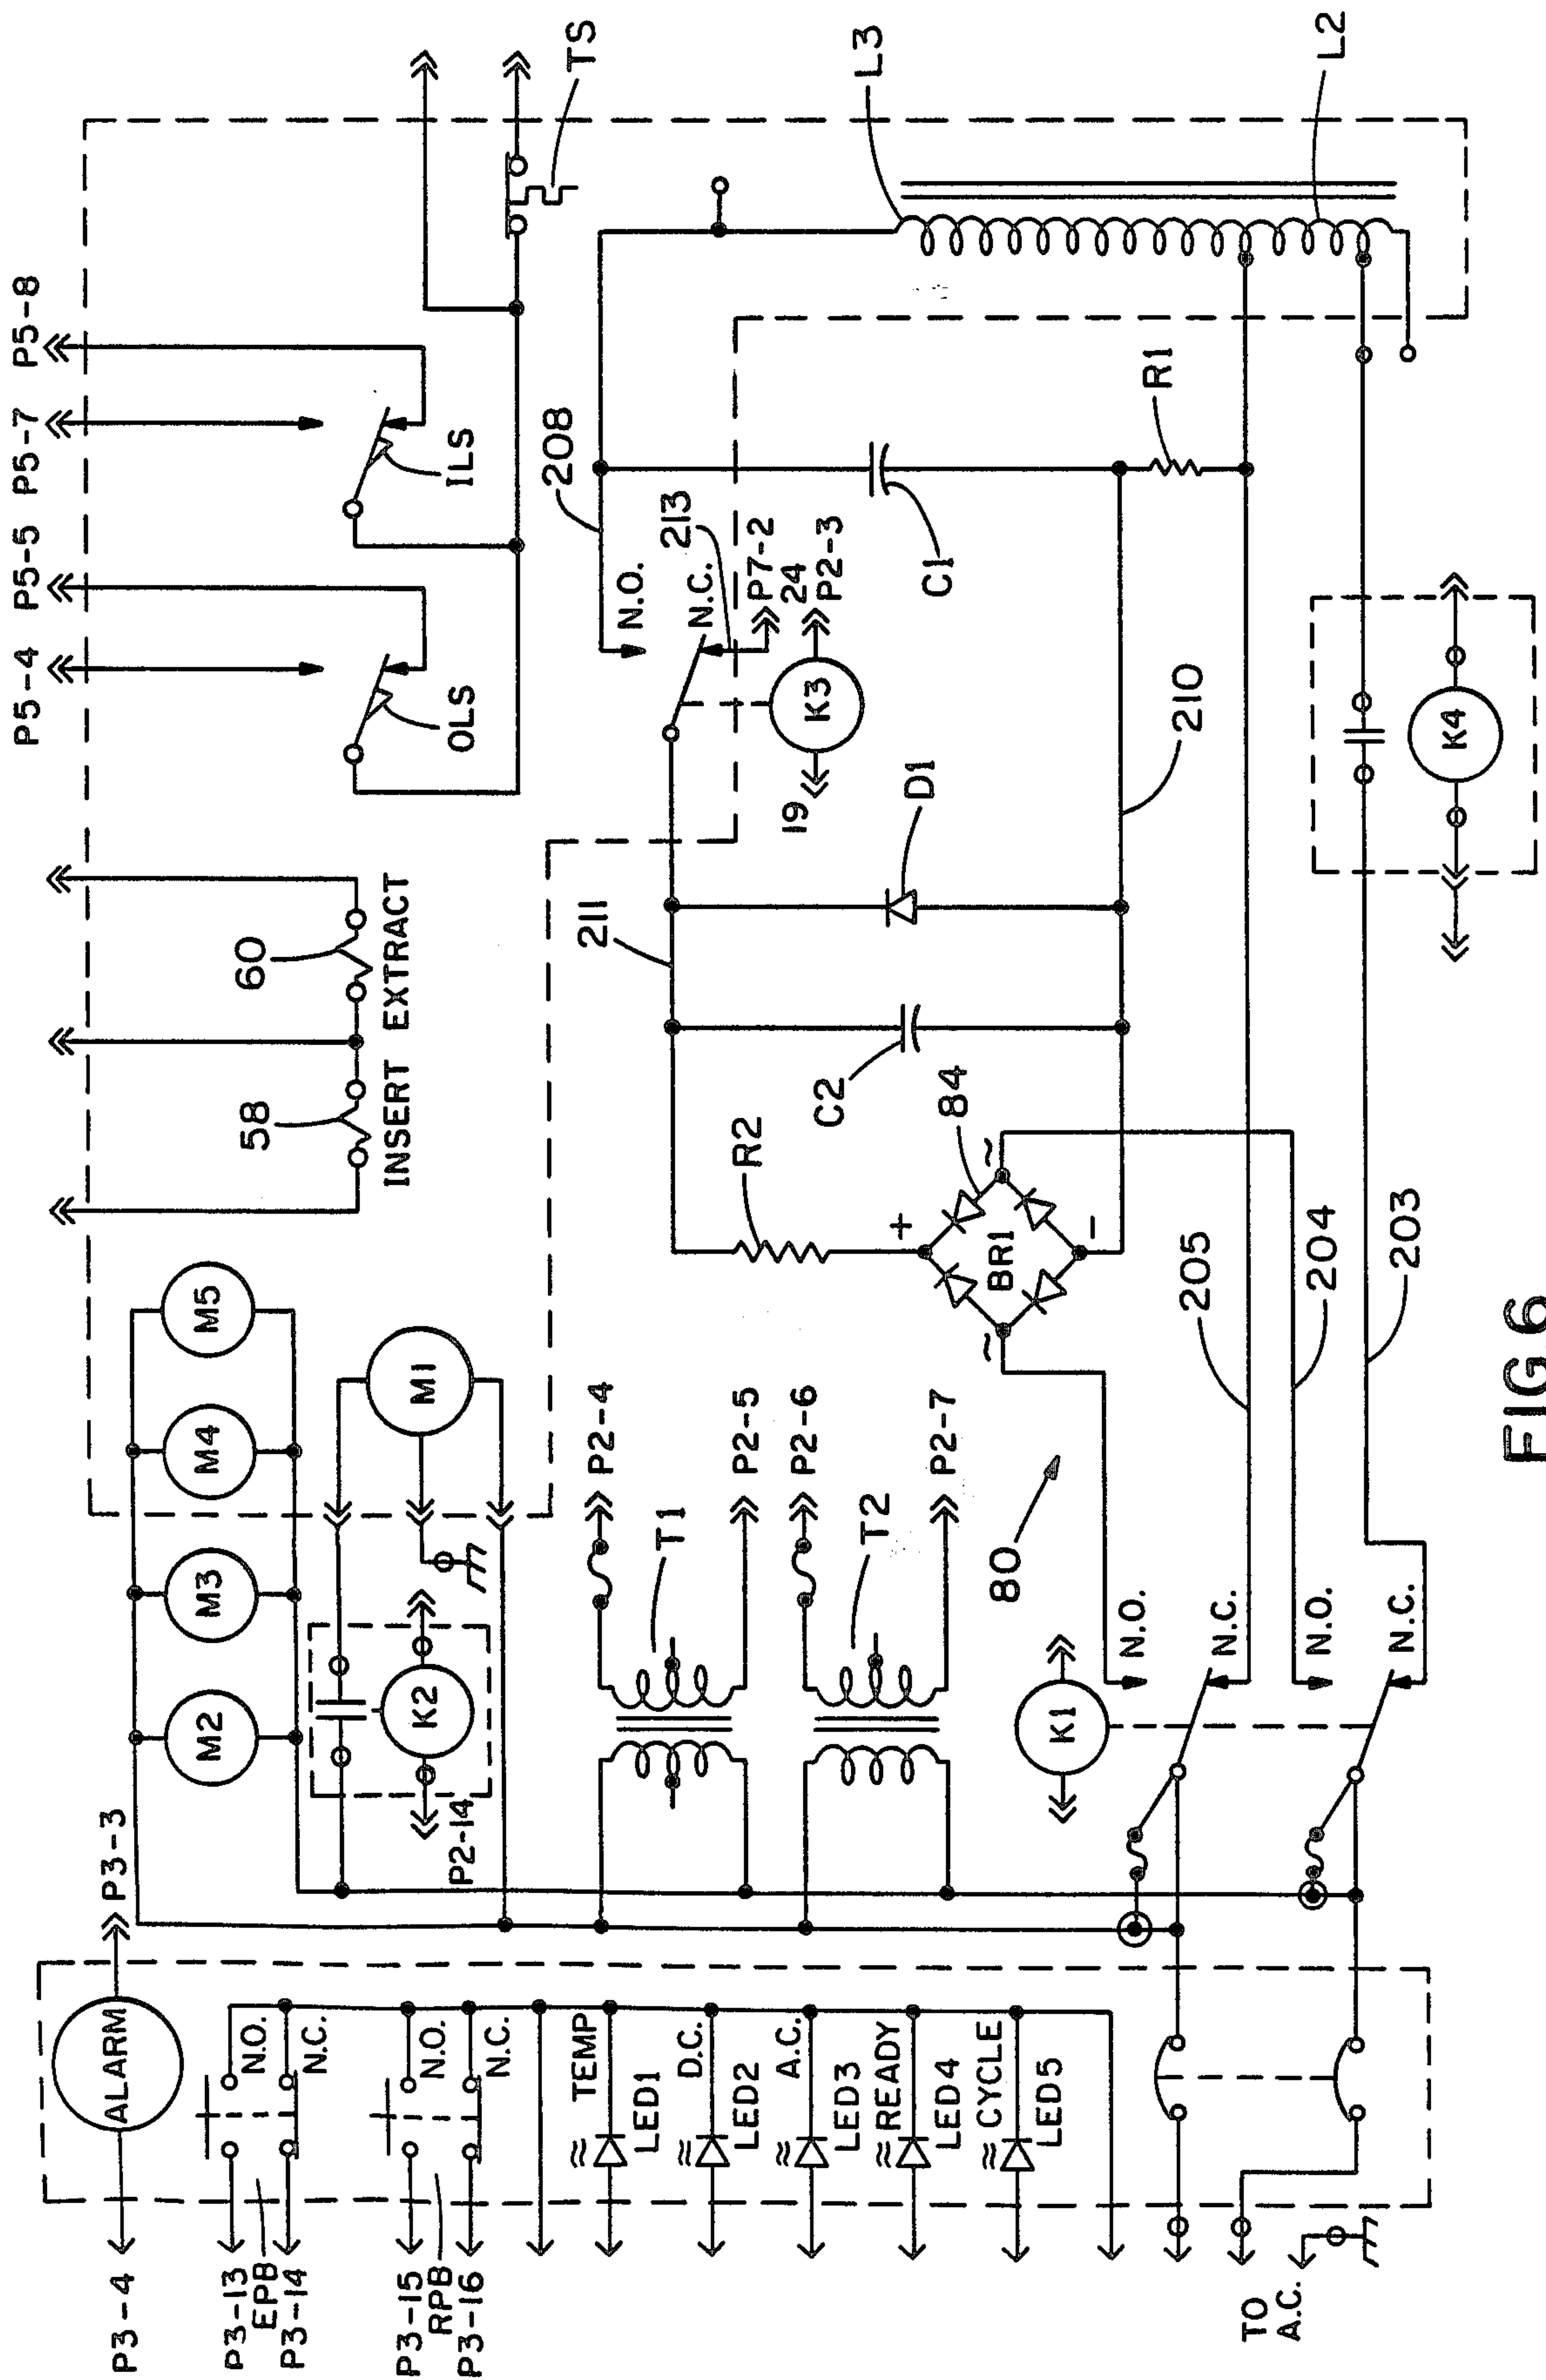 P3-4
P3-13
EPB
P3-14
P3-15
RPB
P3-16
TO
A.C.
ALARM
N.O.
N.C.
N.O.
N.C.
TEMP
LED1
D.C.
LED2
A.C.
LED3
READY
LED4
CYCLE
LED5
P3-3
M2
M3
M4
M5
K2
P2-14
M1
T1
P2-4
P2-5
T2
P2-6
P2-7
80
K1
N.O.
N.C.
N.O.
N.C.
58
60
INSERT EXTRACT
P5-4
P5-5
P5-7
P5-8
OLS
ILS
TS
R2
BR1
+
-
84
C2
211
D1
19
K3
24
P2-3
P7-2
213
N.C.
N.O.
208
C1
R1
L3
L2
210
205
204
203
K4
FIG.6